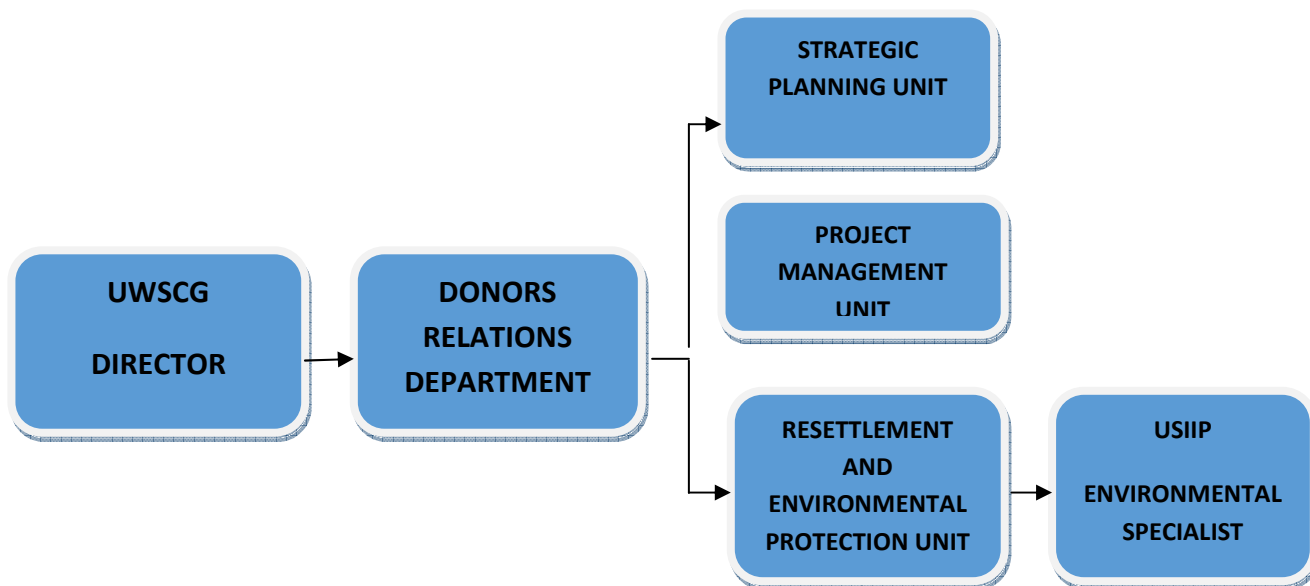 STRATEGIC
PLANNING UNIT
PROJECT
MANAGEMENT
UNIT
UWSCG
DIRECTOR
DONORS
RELATIONS
DEPARTMENT
RESETTLEMENT
AND
ENVIRONMENTAL
PROTECTION UNIT
USIIP
ENVIRONMENTAL
SPECIALIST